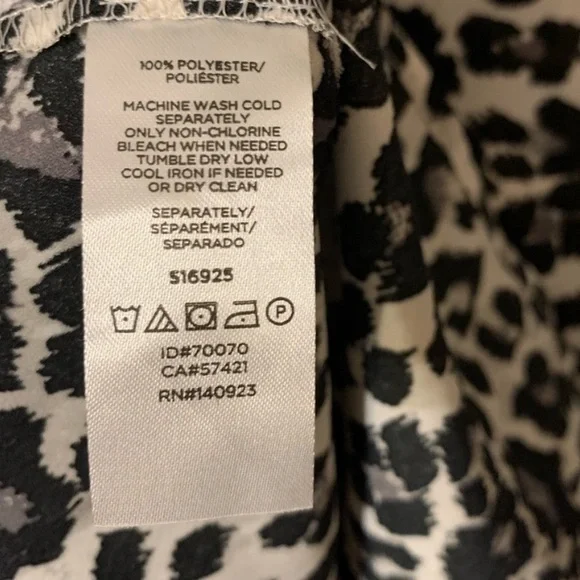 100% POLYESTER/
POLIÉSTER
MACHINE WASH COLD
SEPARATELY
ONLY NON-CHLORINE
BLEACH WHEN NEEDED
TUMBLE DRY LOW
COOL IRON IF NEEDED
OR DRY CLEAN
SEPARATELY/
SÉPARÉMENT/
SEPARADO
S16925
P
ID#70070
CA#57421
RN#140923